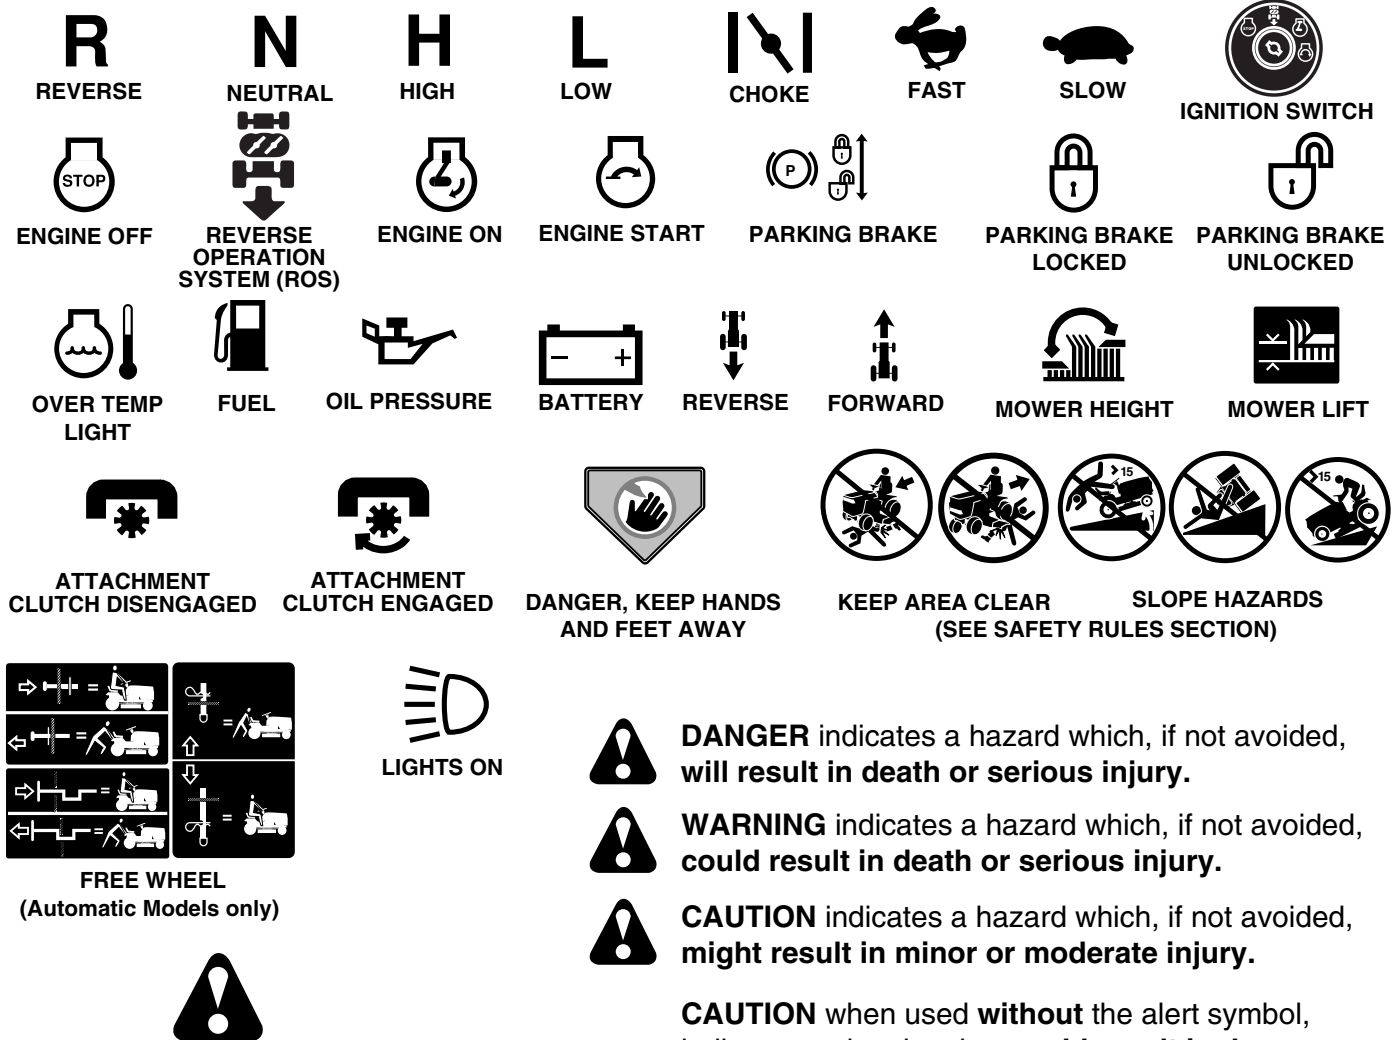 R
N
H
L
REVERSE
NEUTRAL
HIGH
LOW
CHOKE
FAST
SLOW
IGNITION SWITCH
STOP
STOP
P
ENGINE OFF
REVERSE
OPERATION
SYSTEM (ROS)
ENGINE ON
ENGINE START
PARKING BRAKE
PARKING BRAKE
LOCKED
PARKING BRAKE
UNLOCKED
OVER TEMP
LIGHT
FUEL
OIL PRESSURE
BATTERY
REVERSE
FORWARD
MOWER HEIGHT
MOWER LIFT
>15
>15
ATTACHMENT
CLUTCH DISENGAGED
ATTACHMENT
CLUTCH ENGAGED
DANGER, KEEP HANDS
AND FEET AWAY
KEEP AREA CLEAR
SLOPE HAZARDS
(SEE SAFETY RULES SECTION)
FREE WHEEL
(Automatic Models only)
LIGHTS ON
DANGER indicates a hazard which, if not avoided,
will result in death or serious injury.
WARNING indicates a hazard which, if not avoided,
could result in death or serious injury.
CAUTION indicates a hazard which, if not avoided,
might result in minor or moderate injury.
CAUTION when used without the alert symbol,